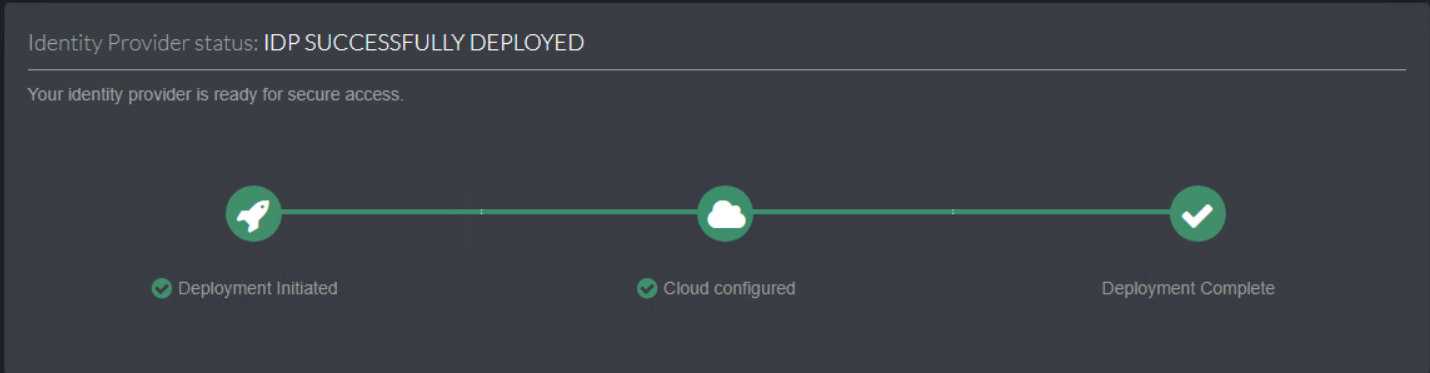 Identity Provider status: IDP SUCCESSFULLY DEPLOYED
Your identity provider is ready for secure access.
Deployment Initiated
Cloud configured
Deployment Complete